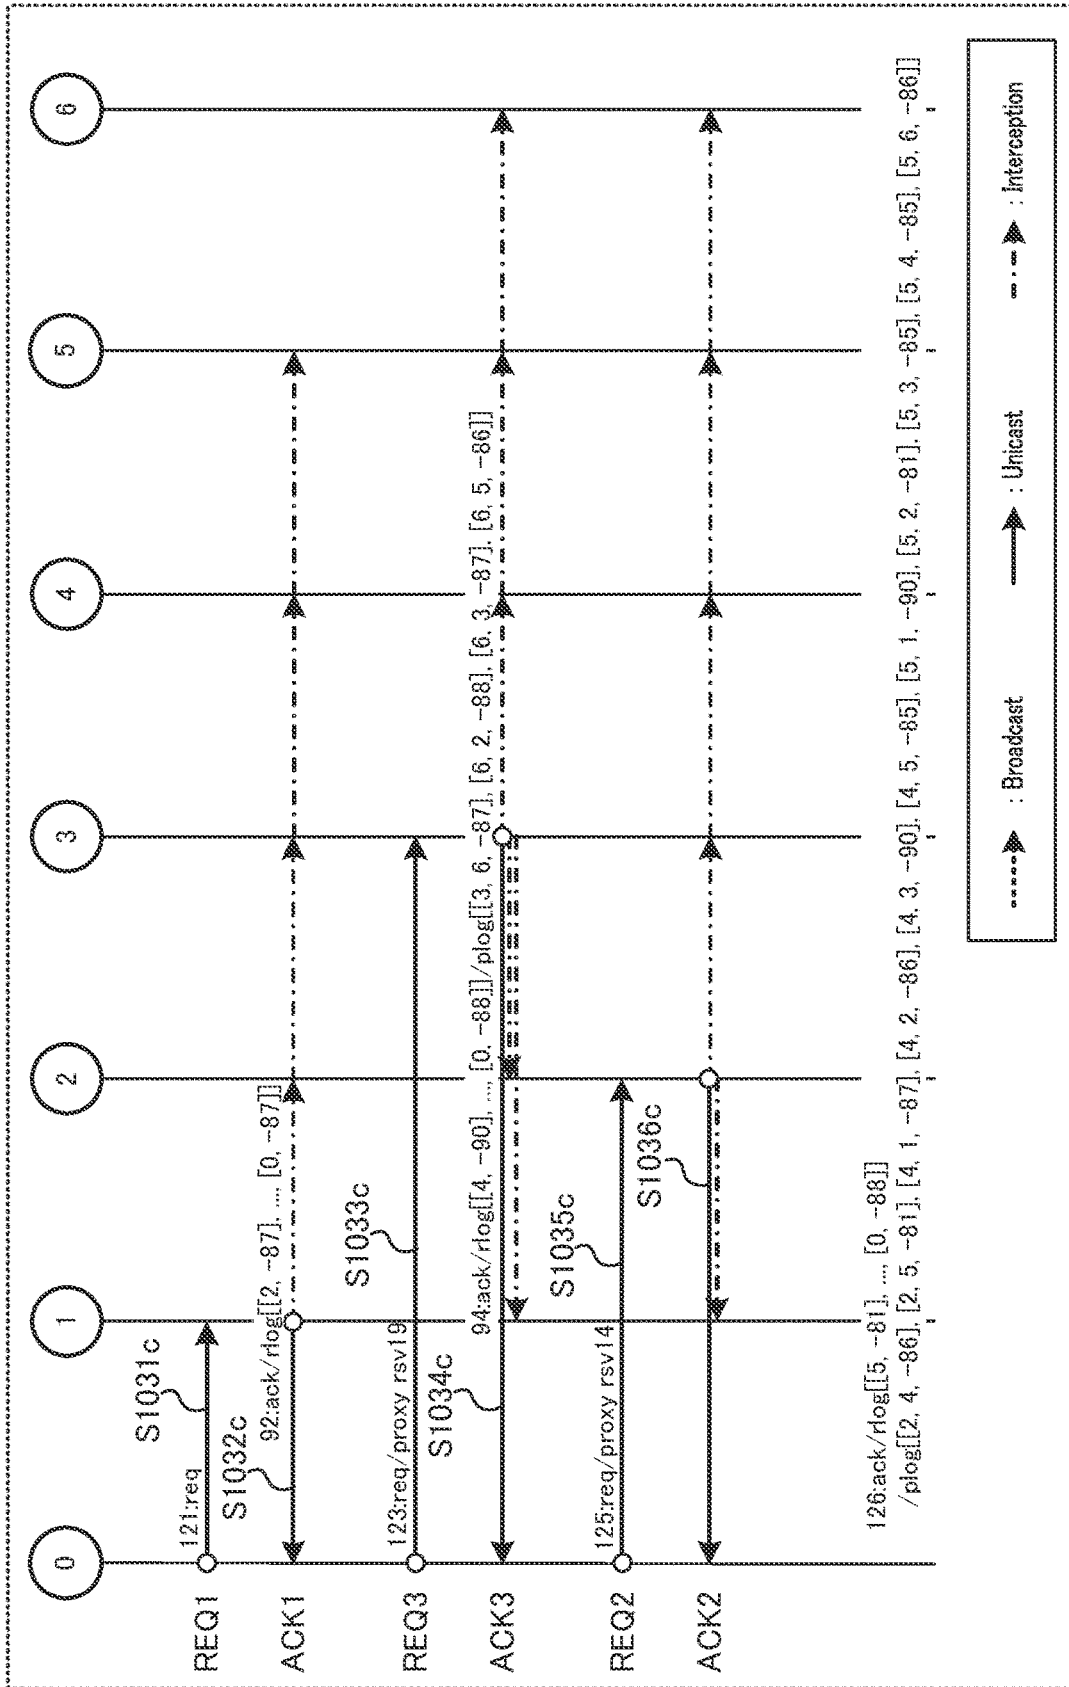 0
1
2
3
4
5
6
REQ1
121:req
S1031c
ACK1
S1032c
92:ack/rlog[[2, −87], ..., [0, −87]]
REQ3
123:req/proxy rsv19
S1033c
ACK3
S1034c
94:ack/rlog[[4, −90], ..., [0, −88]]/plog[[3, 6, −87], [6, 2, −88], [6, 3, −87], [6, 5, −86]]
REQ2
125:req/proxy rsv14
S1035c
ACK2
S1036c
126:ack/rlog[[5, −81], ..., [0, −88]]
/plog[[2, 4, −86], [2, 5, −81], [4, 1, −87], [4, 2, −86], [4, 3, −90], [4, 5, −85], [5, 1, −90], [5, 2, −81], [5, 3, −85], [5, 4, −85], [5, 6, −86]]
: Broadcast
: Unicast
: Interception